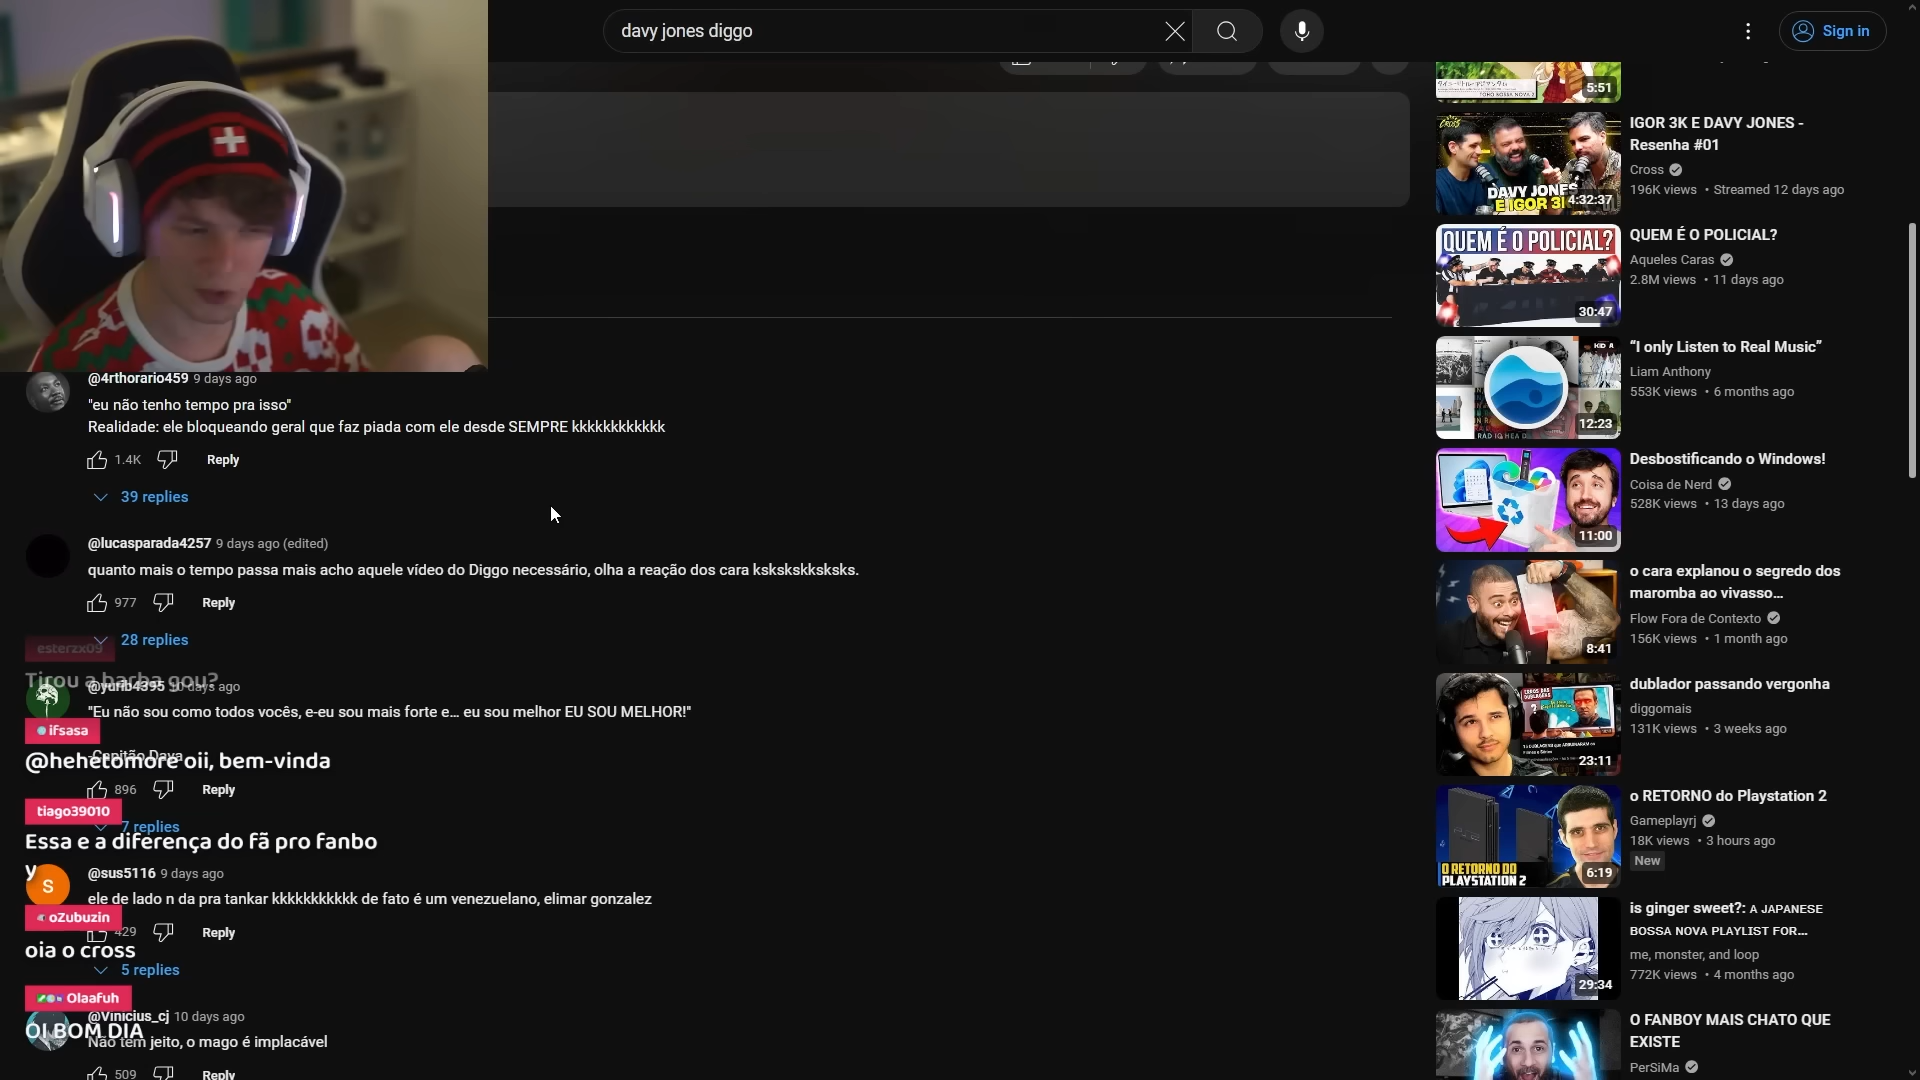 davy jones diggo
Sign in
@4rthorario459 9 days ago
"eu não tenho tempo pra isso"
Realidade: ele bloqueando geral que faz piada com ele desde SEMPRE kkkkkkkkkkkk
1.4K
Reply
39 replies
@lucasparada4257 9 days ago (edited)
quanto mais o tempo passa mais acho aquele vídeo do Diggo necessário, olha a reação dos cara kskskskksksks.
977
Reply
28 replies
esterzx09
Tirou a barba gou?
@yurib4395 10 days ago
"Eu não sou como todos vocês, e-eu sou mais forte e... eu sou melhor EU SOU MELHOR!"
ifsasa
-Capitão Dava
@hehetomore oii, bem-vinda
896
Reply
tiago39010
7 replies
Essa e a diferença do fã pro fanbo
y
S
@sus5116 9 days ago
ele de lado n da pra tankar kkkkkkkkkkk de fato é um venezuelano, elimar gonzalez
oZubuzin
429
Reply
oia o cross
5 replies
Olaafuh
@Vinicius_cj 10 days ago
OI BOM DIA
Não tem jeito, o mago é implacável
509
Reply
5:51
DAVY JONES
E IGOR 3K
4:32:37
IGOR 3K E DAVY JONES -
Resenha #01
Cross
196K views • Streamed 12 days ago
QUEM É O POLICIAL?
30:47
QUEM É O POLICIAL?
Aqueles Caras
2.8M views • 11 days ago
KID A
RADIOHEAD
12:23
“I only Listen to Real Music”
Liam Anthony
553K views • 6 months ago
11:00
Desbostificando o Windows!
Coisa de Nerd
528K views • 13 days ago
8:41
o cara explanou o segredo dos
maromba ao vivasso...
Flow Fora de Contexto
156K views • 1 month ago
23:11
dublador passando vergonha
diggomais
131K views • 3 weeks ago
O RETORNO DO
PLAYSTATION 2
6:19
o RETORNO do Playstation 2
Gameplayrj
18K views • 3 hours ago
New
29:34
is ginger sweet?: A JAPANESE
BOSSA NOVA PLAYLIST FOR...
me, monster, and loop
772K views • 4 months ago
O FANBOY MAIS CHATO QUE
EXISTE
PerSiMa